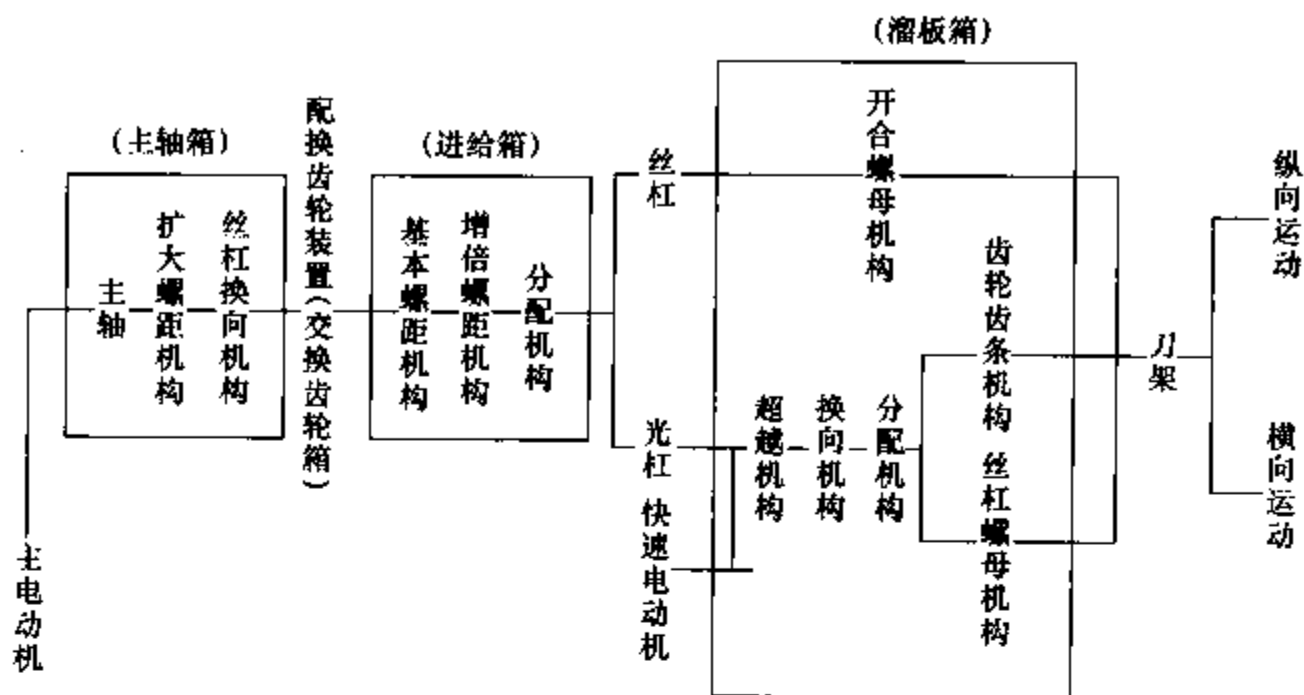 (溜板箱)
(主轴箱)
(进给箱)
主电动机
主轴
扩大螺距机构
丝杠换向机构
配换齿轮装置(交换齿轮箱)
基本螺距机构
增倍螺距机构
分配机构
丝杠
光杠
快速电动机
开合螺母机构
超越机构
换向机构
分配机构
齿轮齿条机构
丝杠螺母机构
刀架
纵向运动
横向运动